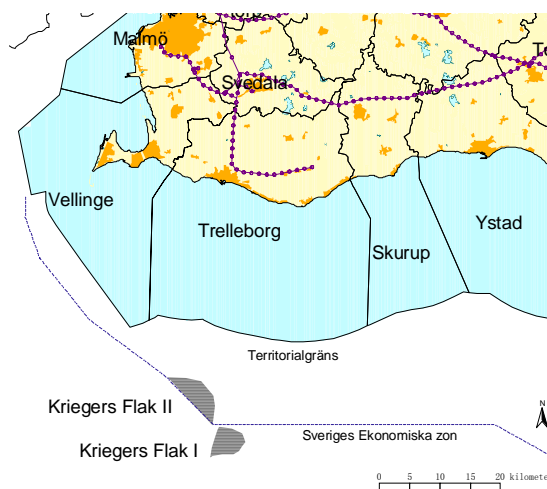 Malmö
Svedala
Vellinge
Trelleborg
Skurup
Ystad
Territorialgräns
Kriegers Flak II
Kriegers Flak I
Sveriges Ekonomiska zon
N
0 5 10 15 20 kilomete